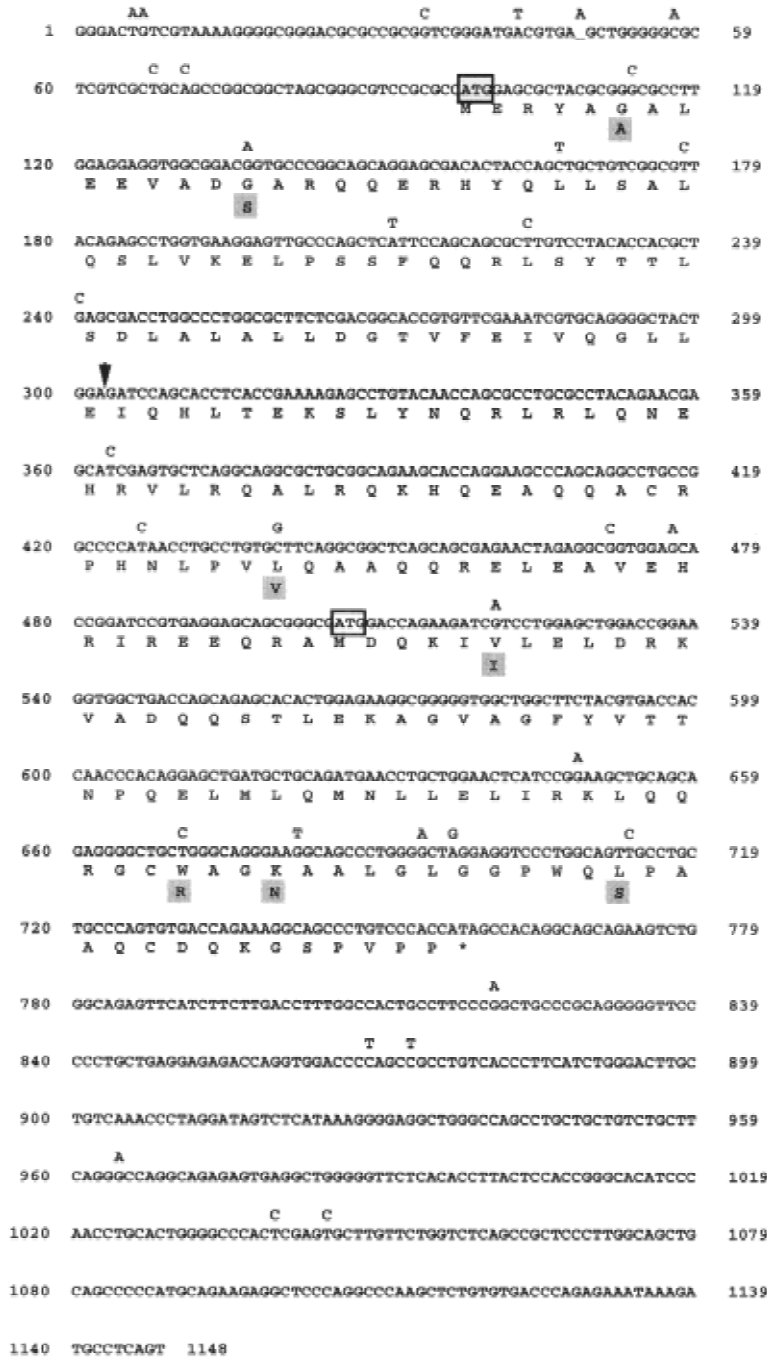 AA C T A A
1 GGGACTGTCGTAAAAGGGGCGGGACGCGCCGCGGTCGGGATGACGTGA_GCTGGGGGCGC 59
C C C
60 TCGTCGCTGCAGCCGGCGGCTAGCGGGCGTCCGCGCCATGGAGCGCTACGCGGGCGCCTT 119
M E R Y A G A L
A
A T C
120 GGAGGAGGTGGCGGACGGTGCCCGGCAGCAGGAGCGACACTACCAGCTGCTGTCGGCGTT 179
E E V A D G A R Q Q E R H Y Q L L S A L
S
T C
180 ACAGAGCCTGGTGAAGGAGTTGCCCAGCTCATTCCAGCAGCGCTTGTCCTACACCACGCT 239
Q S L V K E L P S S F Q Q R L S Y T T L
C
240 GAGCGACCTGGCCCTGGCGCTTCTCGACGGCACCGTGTTCGAAATCGTGCAGGGGCTACT 299
S D L A L A L L D G T V F E I V Q G L L
300 GGAGATCCAGCACCTCACCGAAAAGAGCCTGTACAACCAGCGCCTGCGCCTACAGAACGA 359
E I Q H L T E K S L Y N Q R L R L Q N E
C
360 GCATCGAGTGCTCAGGCAGGCGCTGCGGCAGAAGCACCAGGAAGCCCAGCAGGCCTGCCG 419
H R V L R Q A L R Q K H Q E A Q Q A C R
C G C A
420 GCCCCATAACCTGCCTGTGCTTCAGGCGGCTCAGCAGCGAGAACTAGAGGCGGTGGAGCA 479
P H N L P V L Q A A Q Q R E L E A V E H
V
A
480 CCGGATCCGTGAGGAGCAGCGGGCGATGGACCAGAAGATCGTCCTGGAGCTGGACCGGAA 539
R I R E E Q R A M D Q K I V L E L D R K
I
540 GGTGGCTGACCAGCAGAGCACACTGGAGAAGGCGGGGGTGGCTGGCTTCTACGTGACCAC 599
V A D Q Q S T L E K A G V A G F Y V T T
A
600 CAACCCACAGGAGCTGATGCTGCAGATGAACCTGCTGGAACTCATCCGGAAGCTGCAGCA 659
N P Q E L M L Q M N L L E L I R K L Q Q
C T A G C
660 GAGGGGCTGCTGGGCAGGGAAGGCAGCCCTGGGGCTAGGAGGTCCCTGGCAGTTGCCTGC 719
R G C W A G K A A L G L G G P W Q L P A
R N S
720 TGCCCAGTGTGACCAGAAAGGCAGCCCTGTCCCACCATAGCCACAGGCAGCAGAAGTCTG 779
A Q C D Q K G S P V P P *
A
780 GGCAGAGTTCATCTTCTTGACCTTTGGCCACTGCCTTCCCGGCTGCCCGCAGGGGGTTCC 839
T T
840 CCCTGCTGAGGAGAGACCAGGTGGACCCCAGCCGCCTGTCACCCTTCATCTGGGACTTGC 899
900 TGTCAAACCCTAGGATAGTCTCATAAAGGGGAGGCTGGGCCAGCCTGCTGCTGTCTGCTT 959
A
960 CAGGGCCAGGCAGAGAGTGAGGCTGGGGGTTCTCACACCTTACTCCACCGGGCACATCCC 1019
C C
1020 AACCTGCACTGGGGCCCACTCGAGTGCTTGTTCTGGTCTCAGCCGCTCCCTTGGCAGCTG 1079
1080 CAGCCCCCATGCAGAAGAGGCTCCCAGGCCCAAGCTCTGTGTGACCCAGAGAAATAAAGA 1139
1140 TGCCTCAGT 1148